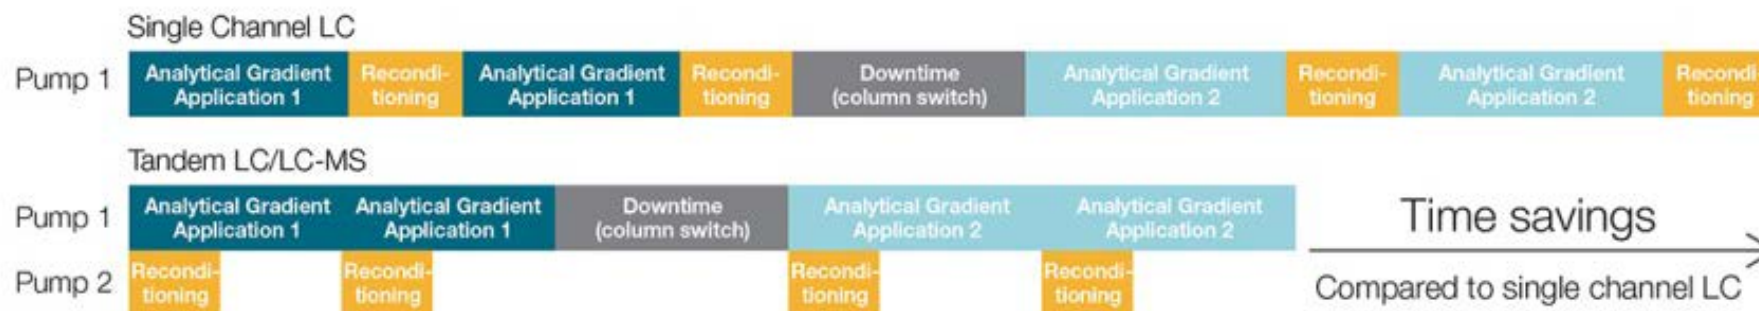 Single Channel LC
Pump 1
Analytical Gradient
Application 1
Recondi-
tioning
Analytical Gradient
Application 1
Recondi-
tioning
Downtime
(column switch)
Analytical Gradient
Application 2
Recondi-
tioning
Analytical Gradient
Application 2
Recondi
tioning
Tandem LC/LC-MS
Pump 1
Analytical Gradient
Application 1
Analytical Gradient
Application 1
Downtime
(column switch)
Analytical Gradient
Application 2
Analytical Gradient
Application 2
Time savings
Compared to single channel LC
Pump 2
Recondi-
tioning
Recondi-
tioning
Recondi-
tioning
Recondi-
tioning